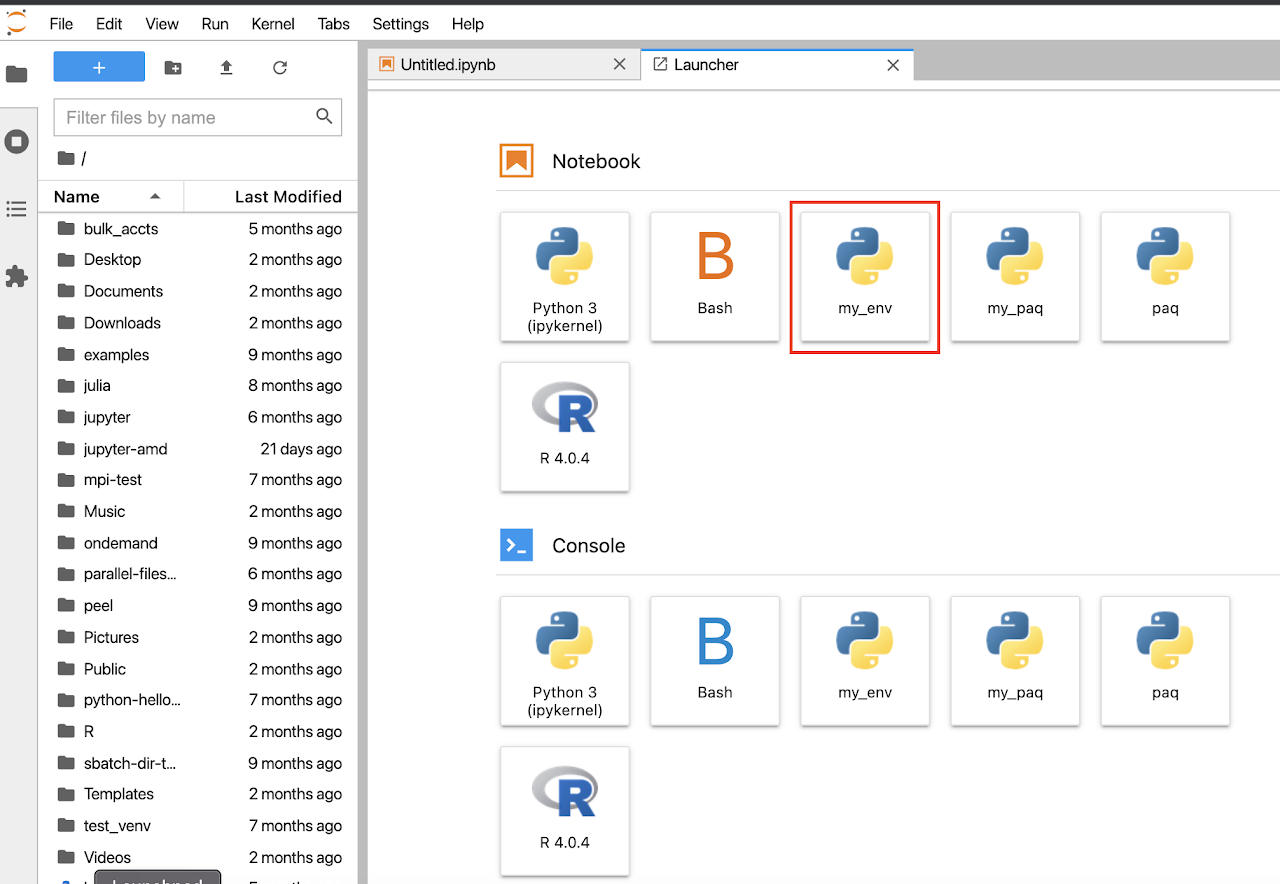 File Edit View Run Kernel Tabs Settings Help
Untitled.ipynb
Launcher
Filter files by name
/
Name Last Modified
bulk_accts 5 months ago
Desktop 2 months ago
Documents 2 months ago
Downloads 2 months ago
examples 9 months ago
julia 8 months ago
jupyter 6 months ago
jupyter-amd 21 days ago
mpi-test 7 months ago
Music 2 months ago
ondemand 9 months ago
parallel-files... 6 months ago
peel 9 months ago
Pictures 2 months ago
Public 2 months ago
python-hello... 7 months ago
R 2 months ago
sbatch-dir-t... 9 months ago
Templates 2 months ago
test_venv 7 months ago
Videos 2 months ago
Notebook
Python 3
(ipykernel)
B
Bash
my_env
my_paq
paq
R
R 4.0.4
Console
Python 3
(ipykernel)
B
Bash
my_env
my_paq
paq
R
R 4.0.4